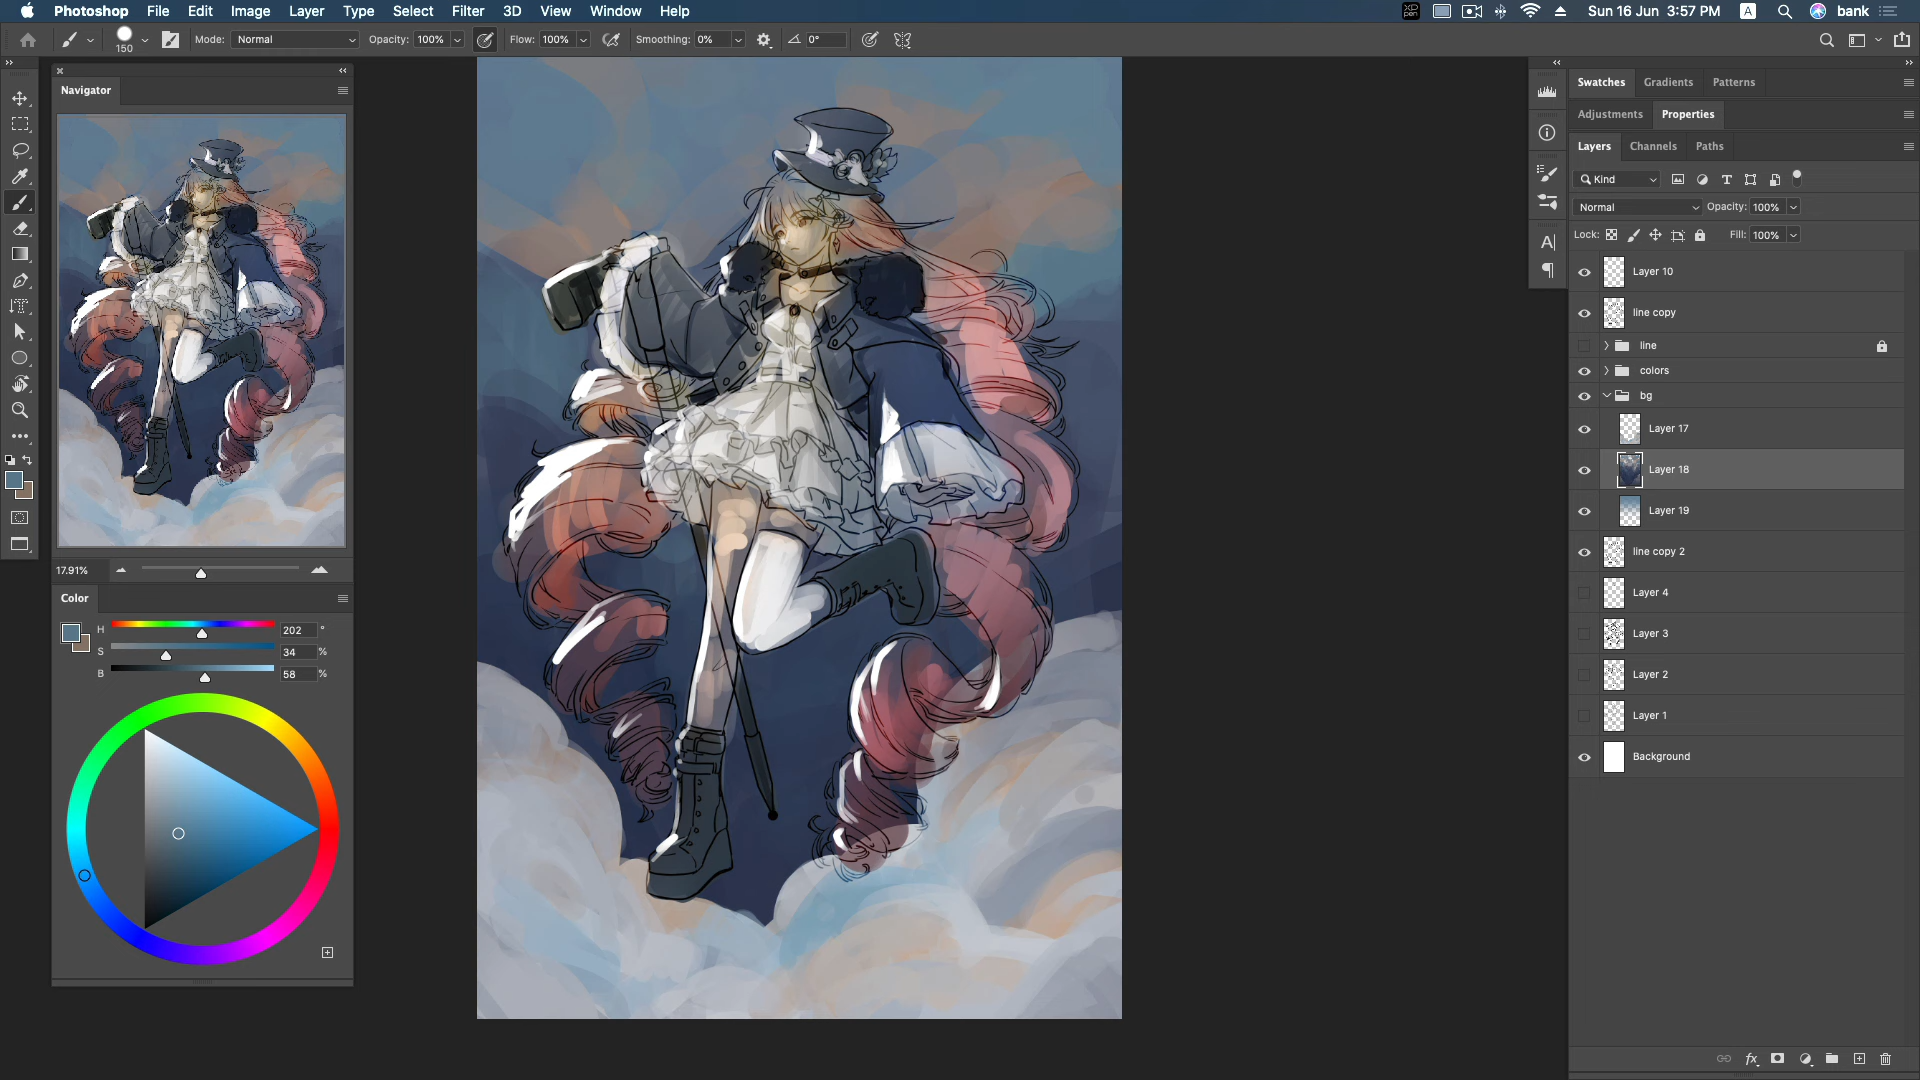 Photoshop File Edit Image Layer Type Select Filter 3D View Window Help XP pen Sun 16 Jun 3:57 PM A bank
150 Mode: Normal Opacity: 100% Flow: 100% Smoothing: 0% 0°
Navigator
17.91%
Color
H 202 °
S 34 %
B 58 %
Swatches Gradients Patterns
Adjustments Properties
Layers Channels Paths
Kind
Normal Opacity: 100%
Lock: Fill: 100%
Layer 10
line copy
line
colors
bg
Layer 17
Layer 18
Layer 19
line copy 2
Layer 4
Layer 3
Layer 2
Layer 1
Background